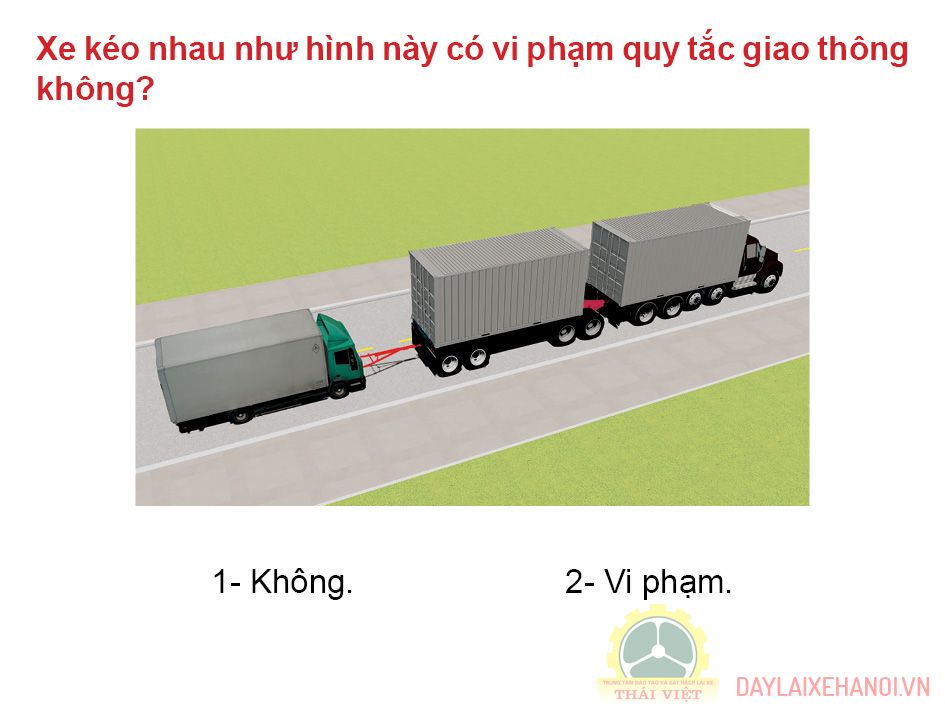 Xe kéo nhau như hình này có vi phạm quy tắc giao thông
không?
1- Không.
2- Vi phạm.
TRUNG TÂM ĐÀO TẠO VÀ SÁT HẠCH LÁI XE
THÁI VIỆT
DAYLAIXEHANOI.VN